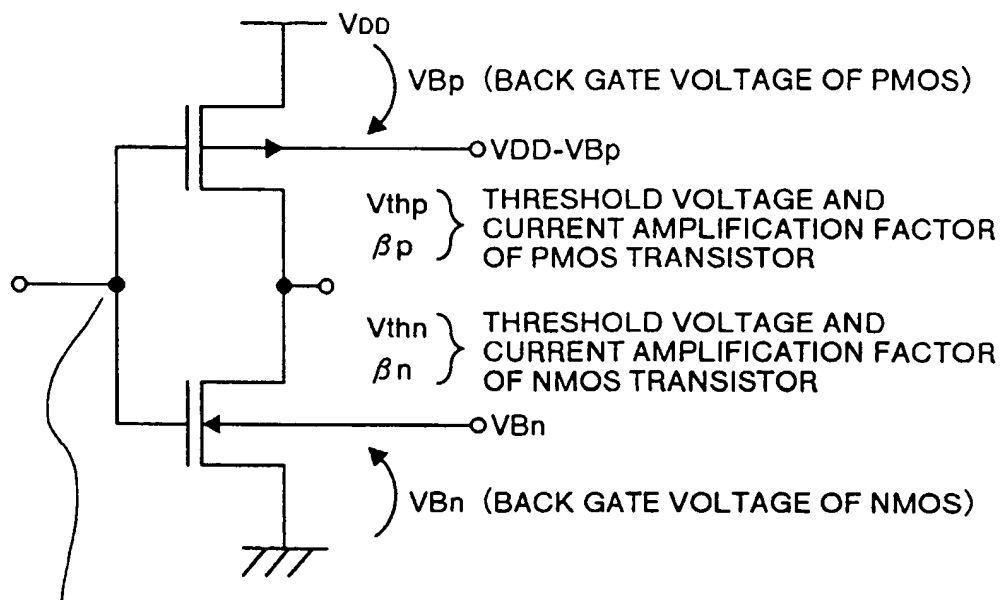 VDD
VBp (BACK GATE VOLTAGE OF PMOS)
VDD-VBp
Vthp
βp
THRESHOLD VOLTAGE AND
CURRENT AMPLIFICATION FACTOR
OF PMOS TRANSISTOR
Vthn
βn
THRESHOLD VOLTAGE AND
CURRENT AMPLIFICATION FACTOR
OF NMOS TRANSISTOR
VBn
VBn (BACK GATE VOLTAGE OF NMOS)